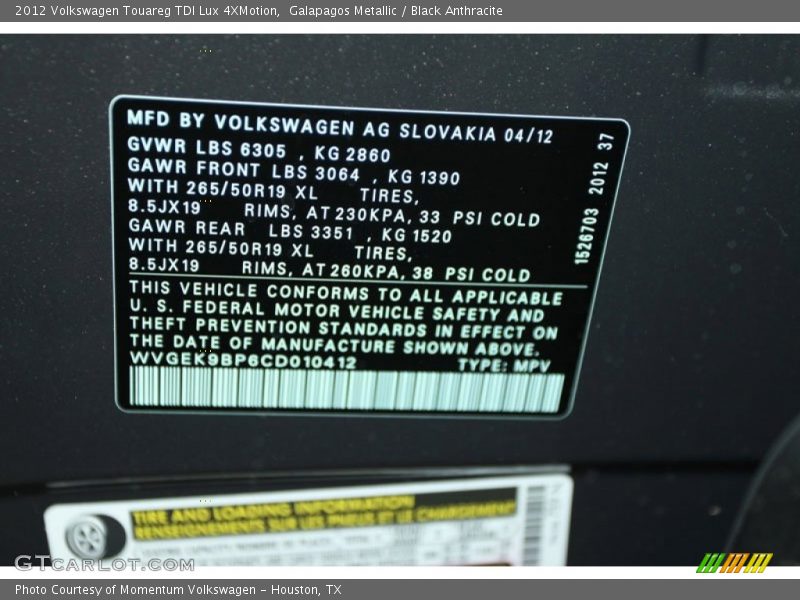 2012 Volkswagen Touareg TDI Lux 4XMotion,  Galapagos Metallic / Black Anthracite
MFD BY VOLKSWAGEN AG SLOVAKIA 04/12
GVWR LBS 6305 , KG 2860
GAWR FRONT LBS 3064 , KG 1390
WITH 265/50R19 XL TIRES,
8.5JX19 RIMS, AT 230KPA, 33 PSI COLD
GAWR REAR LBS 3351 , KG 1520
WITH 265/50R19 XL TIRES,
8.5JX19 RIMS, AT 260KPA, 38 PSI COLD
THIS VEHICLE CONFORMS TO ALL APPLICABLE
U. S. FEDERAL MOTOR VEHICLE SAFETY AND
THEFT PREVENTION STANDARDS IN EFFECT ON
THE DATE OF MANUFACTURE SHOWN ABOVE.
WVGEK9BP6CD010412 TYPE: MPV
1526703 2012 37
TIRE AND LOADING INFORMATION
RENSEIGNEMENTS SUR LES PNEUS ET LE CHARGEMENT
GTCARLOT.COM
Photo Courtesy of Momentum Volkswagen - Houston, TX